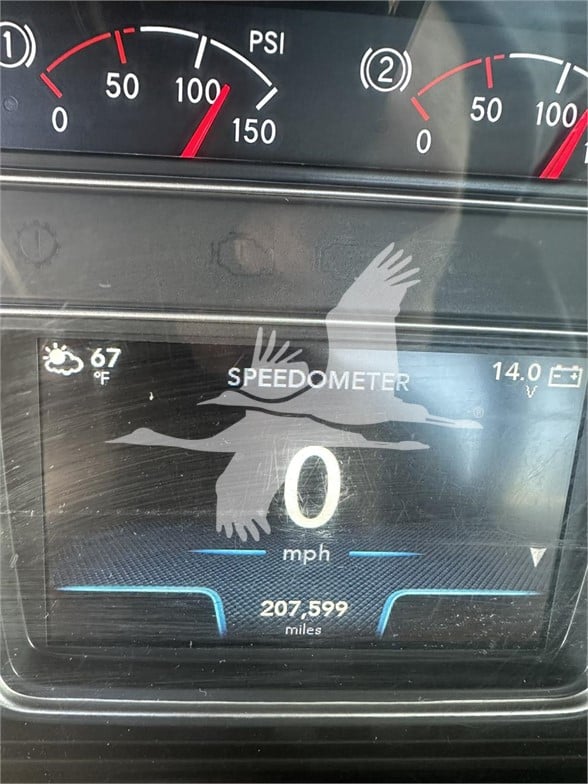 1 PSI 2
0 50 100 150
0 50 100 1
67 °F
SPEEDOMETER
14.0 V
®
0
mph
207,599
miles